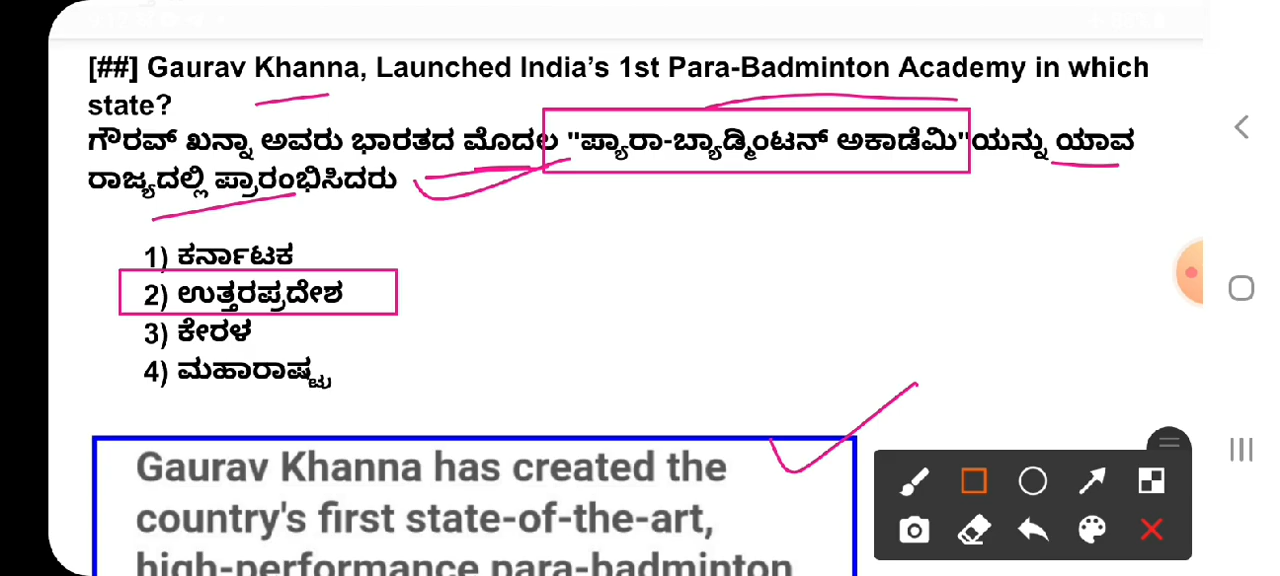 [##] Gaurav Khanna, Launched India’s 1st Para-Badminton Academy in which
state?
ಗೌರವ್ ಖನ್ನಾ ಅವರು ಭಾರತದ ಮೊದಲ "ಪ್ಯಾರಾ-ಬ್ಯಾಡ್ಮಿಂಟನ್ ಅಕಾಡೆಮಿ"ಯನ್ನು ಯಾವ
ರಾಜ್ಯದಲ್ಲಿ ಪ್ರಾರಂಭಿಸಿದರು
1) ಕರ್ನಾಟಕ
2) ಉತ್ತರಪ್ರದೇಶ
3) ಕೇರಳ
4) ಮಹಾರಾಷ್ಟ್ರ
Gaurav Khanna has created the
country's first state-of-the-art,
high-performance para-badminton